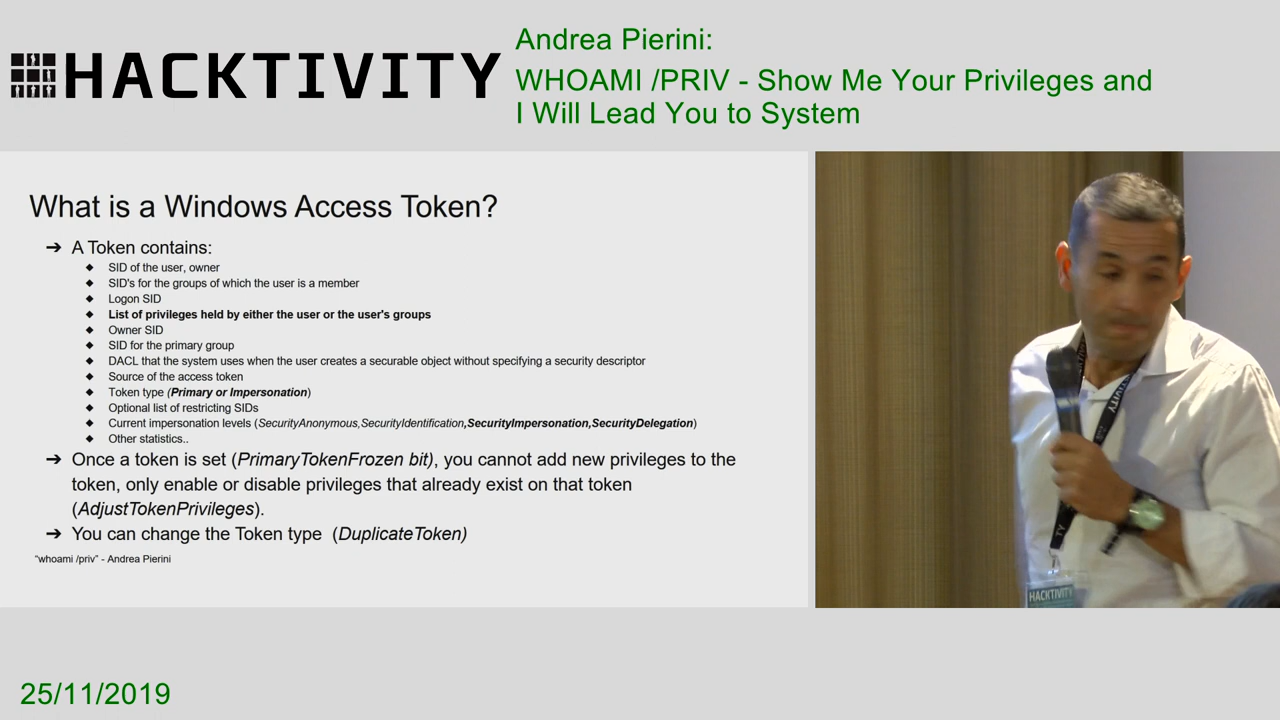 HACKTIVITY
Andrea Pierini:
WHOAMI /PRIV - Show Me Your Privileges and
I Will Lead You to System
What is a Windows Access Token?
➔ A Token contains:
◆ SID of the user, owner
◆ SID's for the groups of which the user is a member
◆ Logon SID
◆ List of privileges held by either the user or the user's groups
◆ Owner SID
◆ SID for the primary group
◆ DACL that the system uses when the user creates a securable object without specifying a security descriptor
◆ Source of the access token
◆ Token type (Primary or Impersonation)
◆ Optional list of restricting SIDs
◆ Current impersonation levels (SecurityAnonymous,SecurityIdentification,SecurityImpersonation,SecurityDelegation)
◆ Other statistics..
➔ Once a token is set (PrimaryTokenFrozen bit), you cannot add new privileges to the
token, only enable or disable privileges that already exist on that token
(AdjustTokenPrivileges).
➔ You can change the Token type (DuplicateToken)
"whoami /priv" - Andrea Pierini
HACKTIVITY
25/11/2019